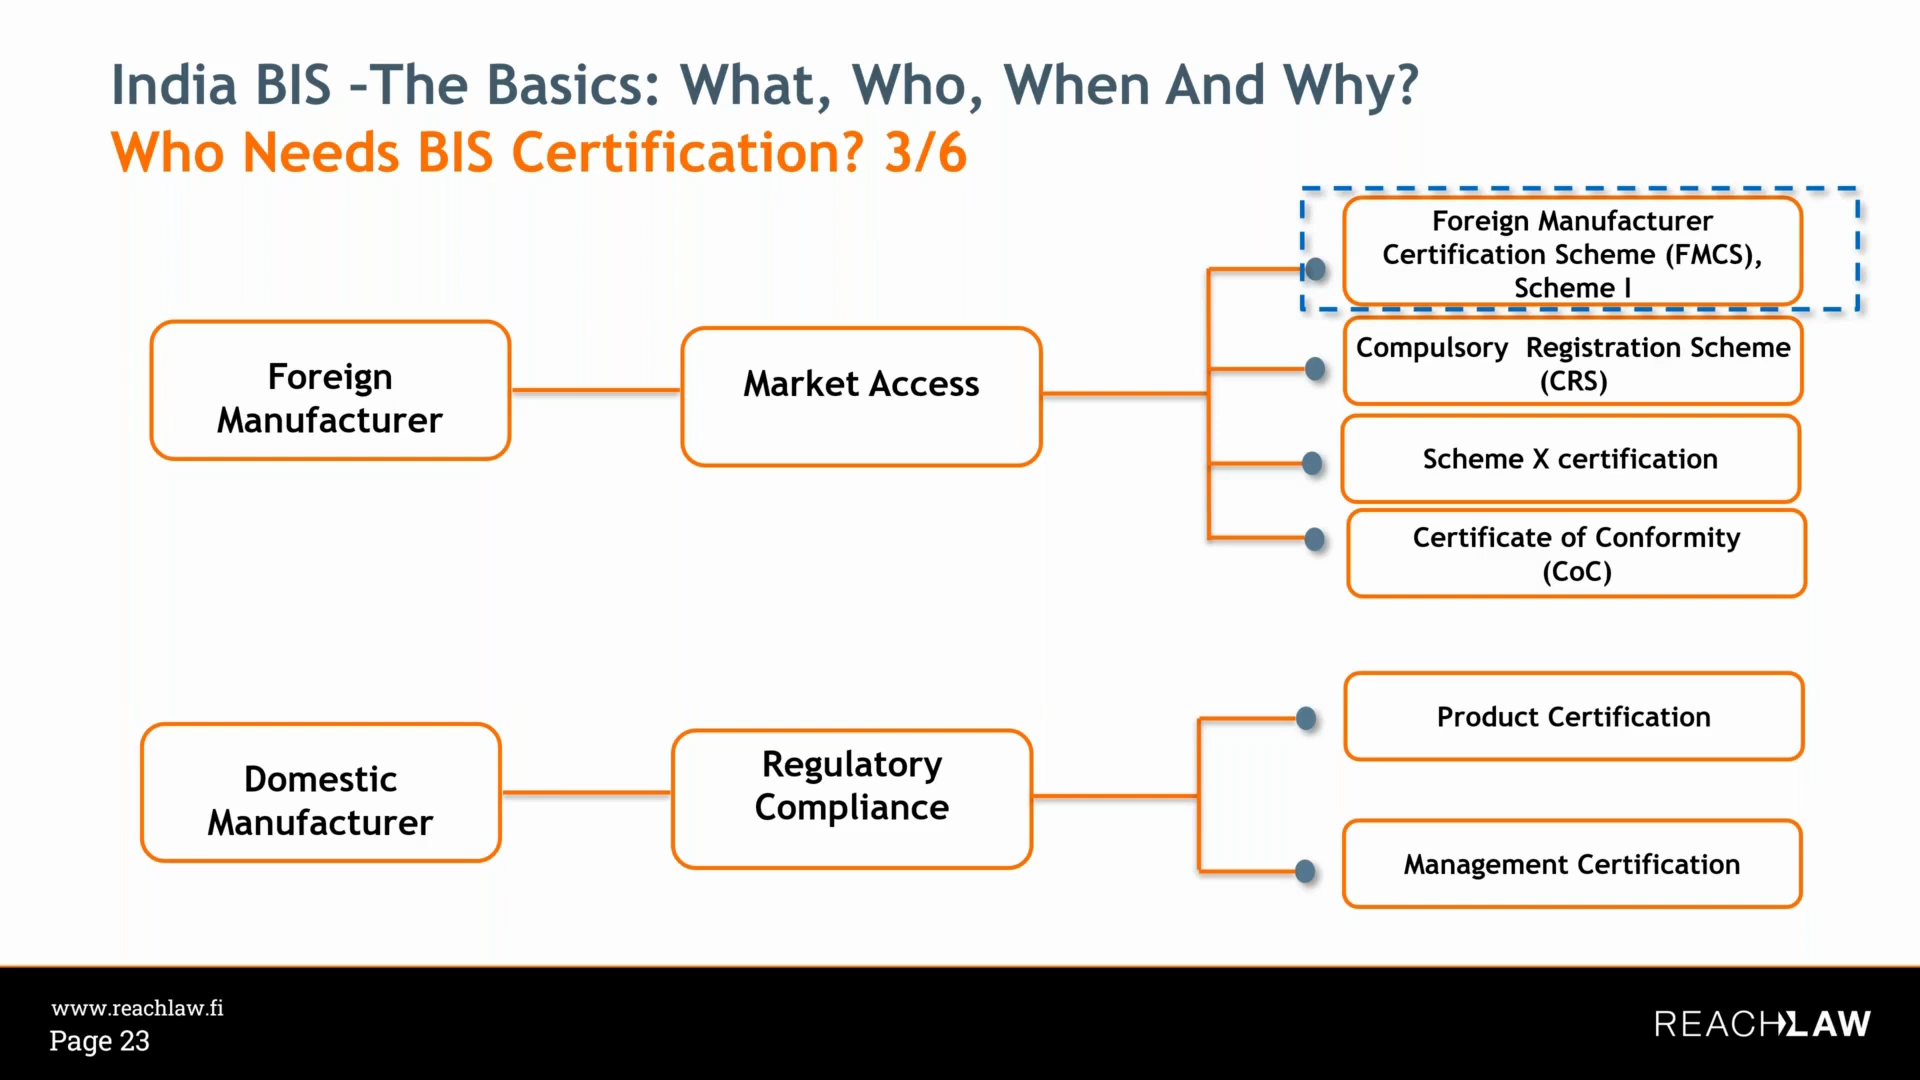 India BIS –The Basics: What, Who, When And Why?
Who Needs BIS Certification? 3/6
Foreign
Manufacturer
Market Access
Foreign Manufacturer
Certification Scheme (FMCS),
Scheme I
Compulsory Registration Scheme
(CRS)
Scheme X certification
Certificate of Conformity
(CoC)
Domestic
Manufacturer
Regulatory
Compliance
Product Certification
Management Certification
www.reachlaw.fi
Page 23
REACHLAW